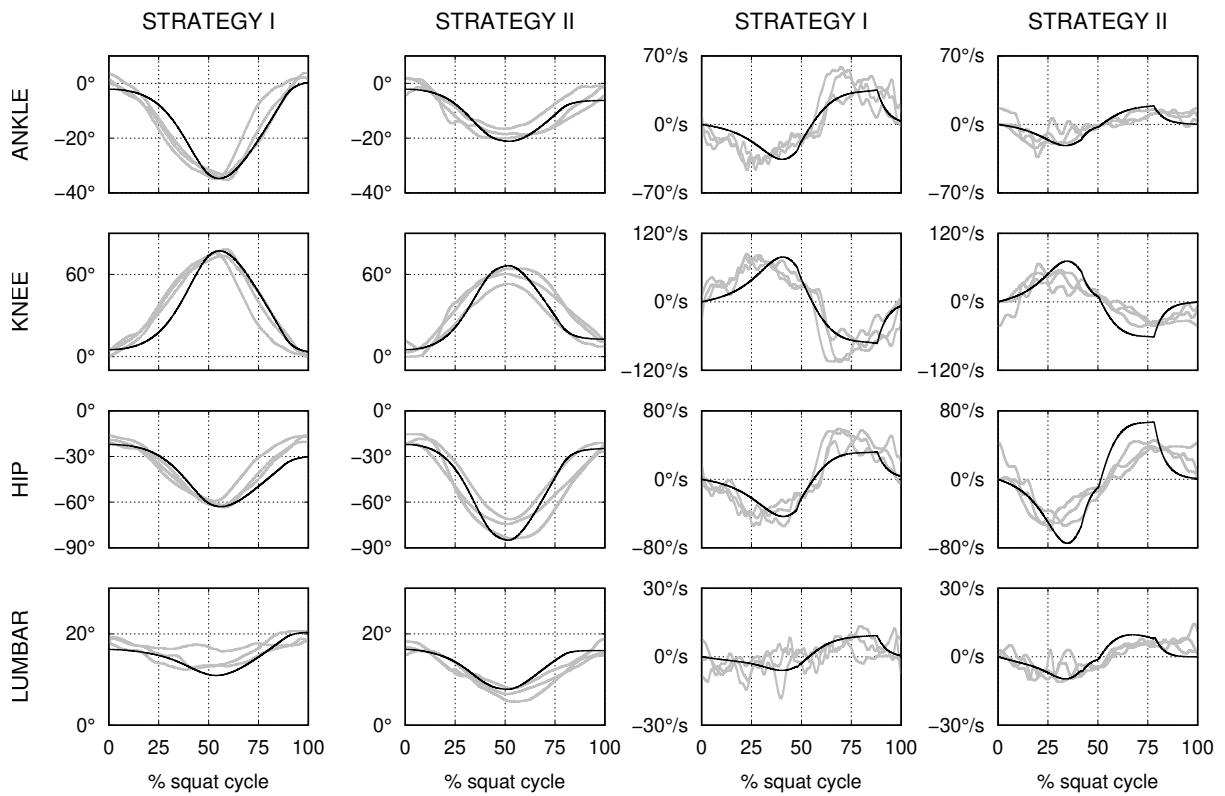 STRATEGY I STRATEGY II STRATEGY I STRATEGY II
ANKLE
0° 0° 70°/s 70°/s
−20° −20° 0°/s 0°/s
−40° −40° −70°/s −70°/s
KNEE
120°/s 120°/s
60° 60° 0°/s 0°/s
0° 0° −120°/s −120°/s
HIP
0° 0° 80°/s 80°/s
−30° −30° 0°/s 0°/s
−60° −60°
−90° −90° −80°/s −80°/s
LUMBAR
30°/s 30°/s
20° 20° 0°/s 0°/s
0° 0° −30°/s −30°/s
0 25 50 75 100 0 25 50 75 100 0 25 50 75 100 0 25 50 75 100
% squat cycle % squat cycle % squat cycle % squat cycle